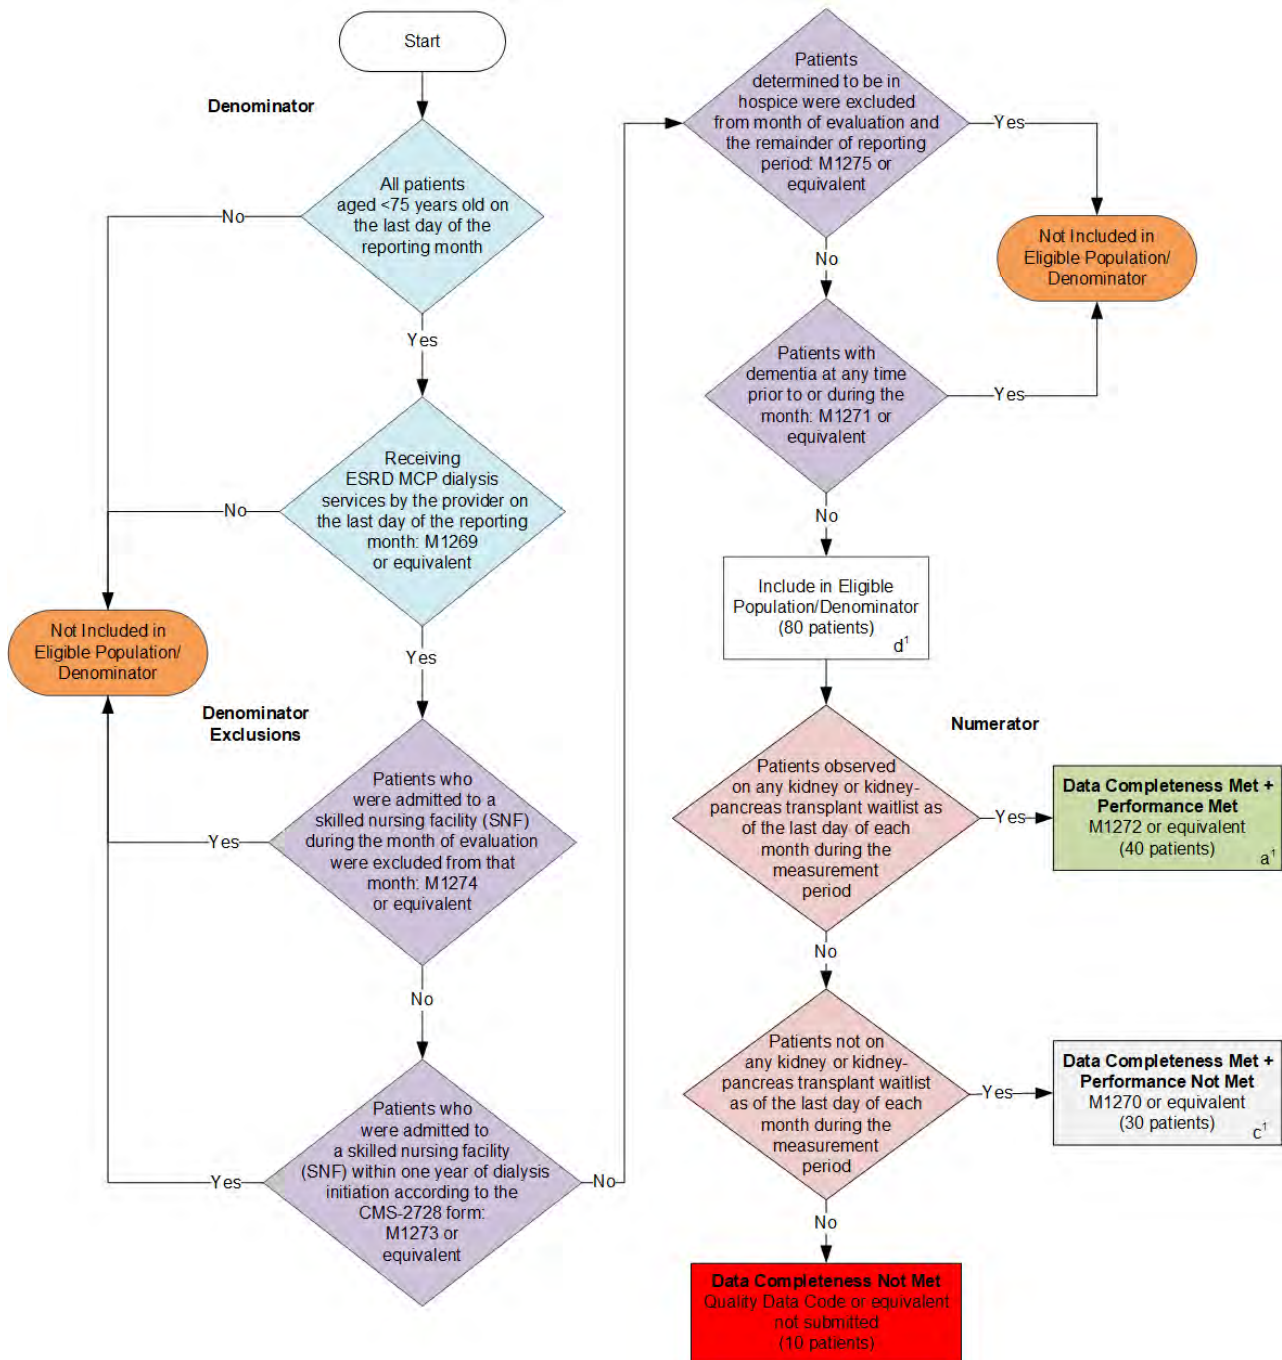 Start
Denominator
All patients
aged <75 years old on
the last day of the
reporting month
No
Yes
Receiving
ESRD MCP dialysis
services by the provider on
the last day of the reporting
month: M1269
or equivalent
No
Yes
Not Included in
Eligible Population/
Denominator
Denominator
Exclusions
Patients who
were admitted to a
skilled nursing facility (SNF)
during the month of evaluation
were excluded from that
month: M1274
or equivalent
Yes
No
Patients who
were admitted to
a skilled nursing facility
(SNF) within one year of dialysis
initiation according to the
CMS-2728 form:
M1273 or
equivalent
Yes
No
Patients
determined to be in
hospice were excluded
from month of evaluation and
the remainder of reporting
period: M1275 or
equivalent
Yes
No
Not Included in
Eligible Population/
Denominator
Patients with
dementia at any time
prior to or during the
month: M1271 or
equivalent
Yes
No
Include in Eligible
Population/Denominator
(80 patients)
d¹
Numerator
Patients observed
on any kidney or kidney-
pancreas transplant waitlist as
of the last day of each
month during the
measurement
period
Yes
Data Completeness Met +
Performance Met
M1272 or equivalent
(40 patients)
a¹
No
Patients not on
any kidney or kidney-
pancreas transplant waitlist
as of the last day of each
month during the
measurement
period
Yes
Data Completeness Met +
Performance Not Met
M1270 or equivalent
(30 patients)
c¹
No
Data Completeness Not Met
Quality Data Code or equivalent
not submitted
(10 patients)